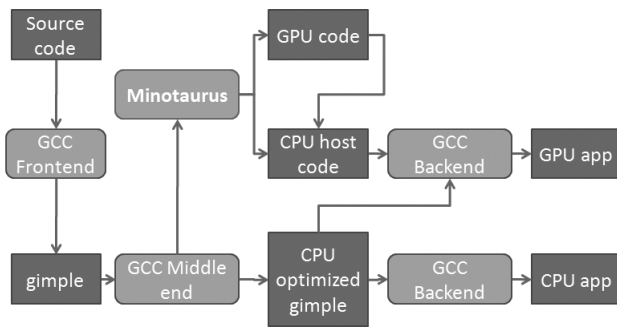 Source
code
GPU code
Minotaurus
GCC
Frontend
CPU host
code
GCC
Backend
GPU app
gimple
GCC Middle
end
CPU
optimized
gimple
GCC
Backend
CPU app